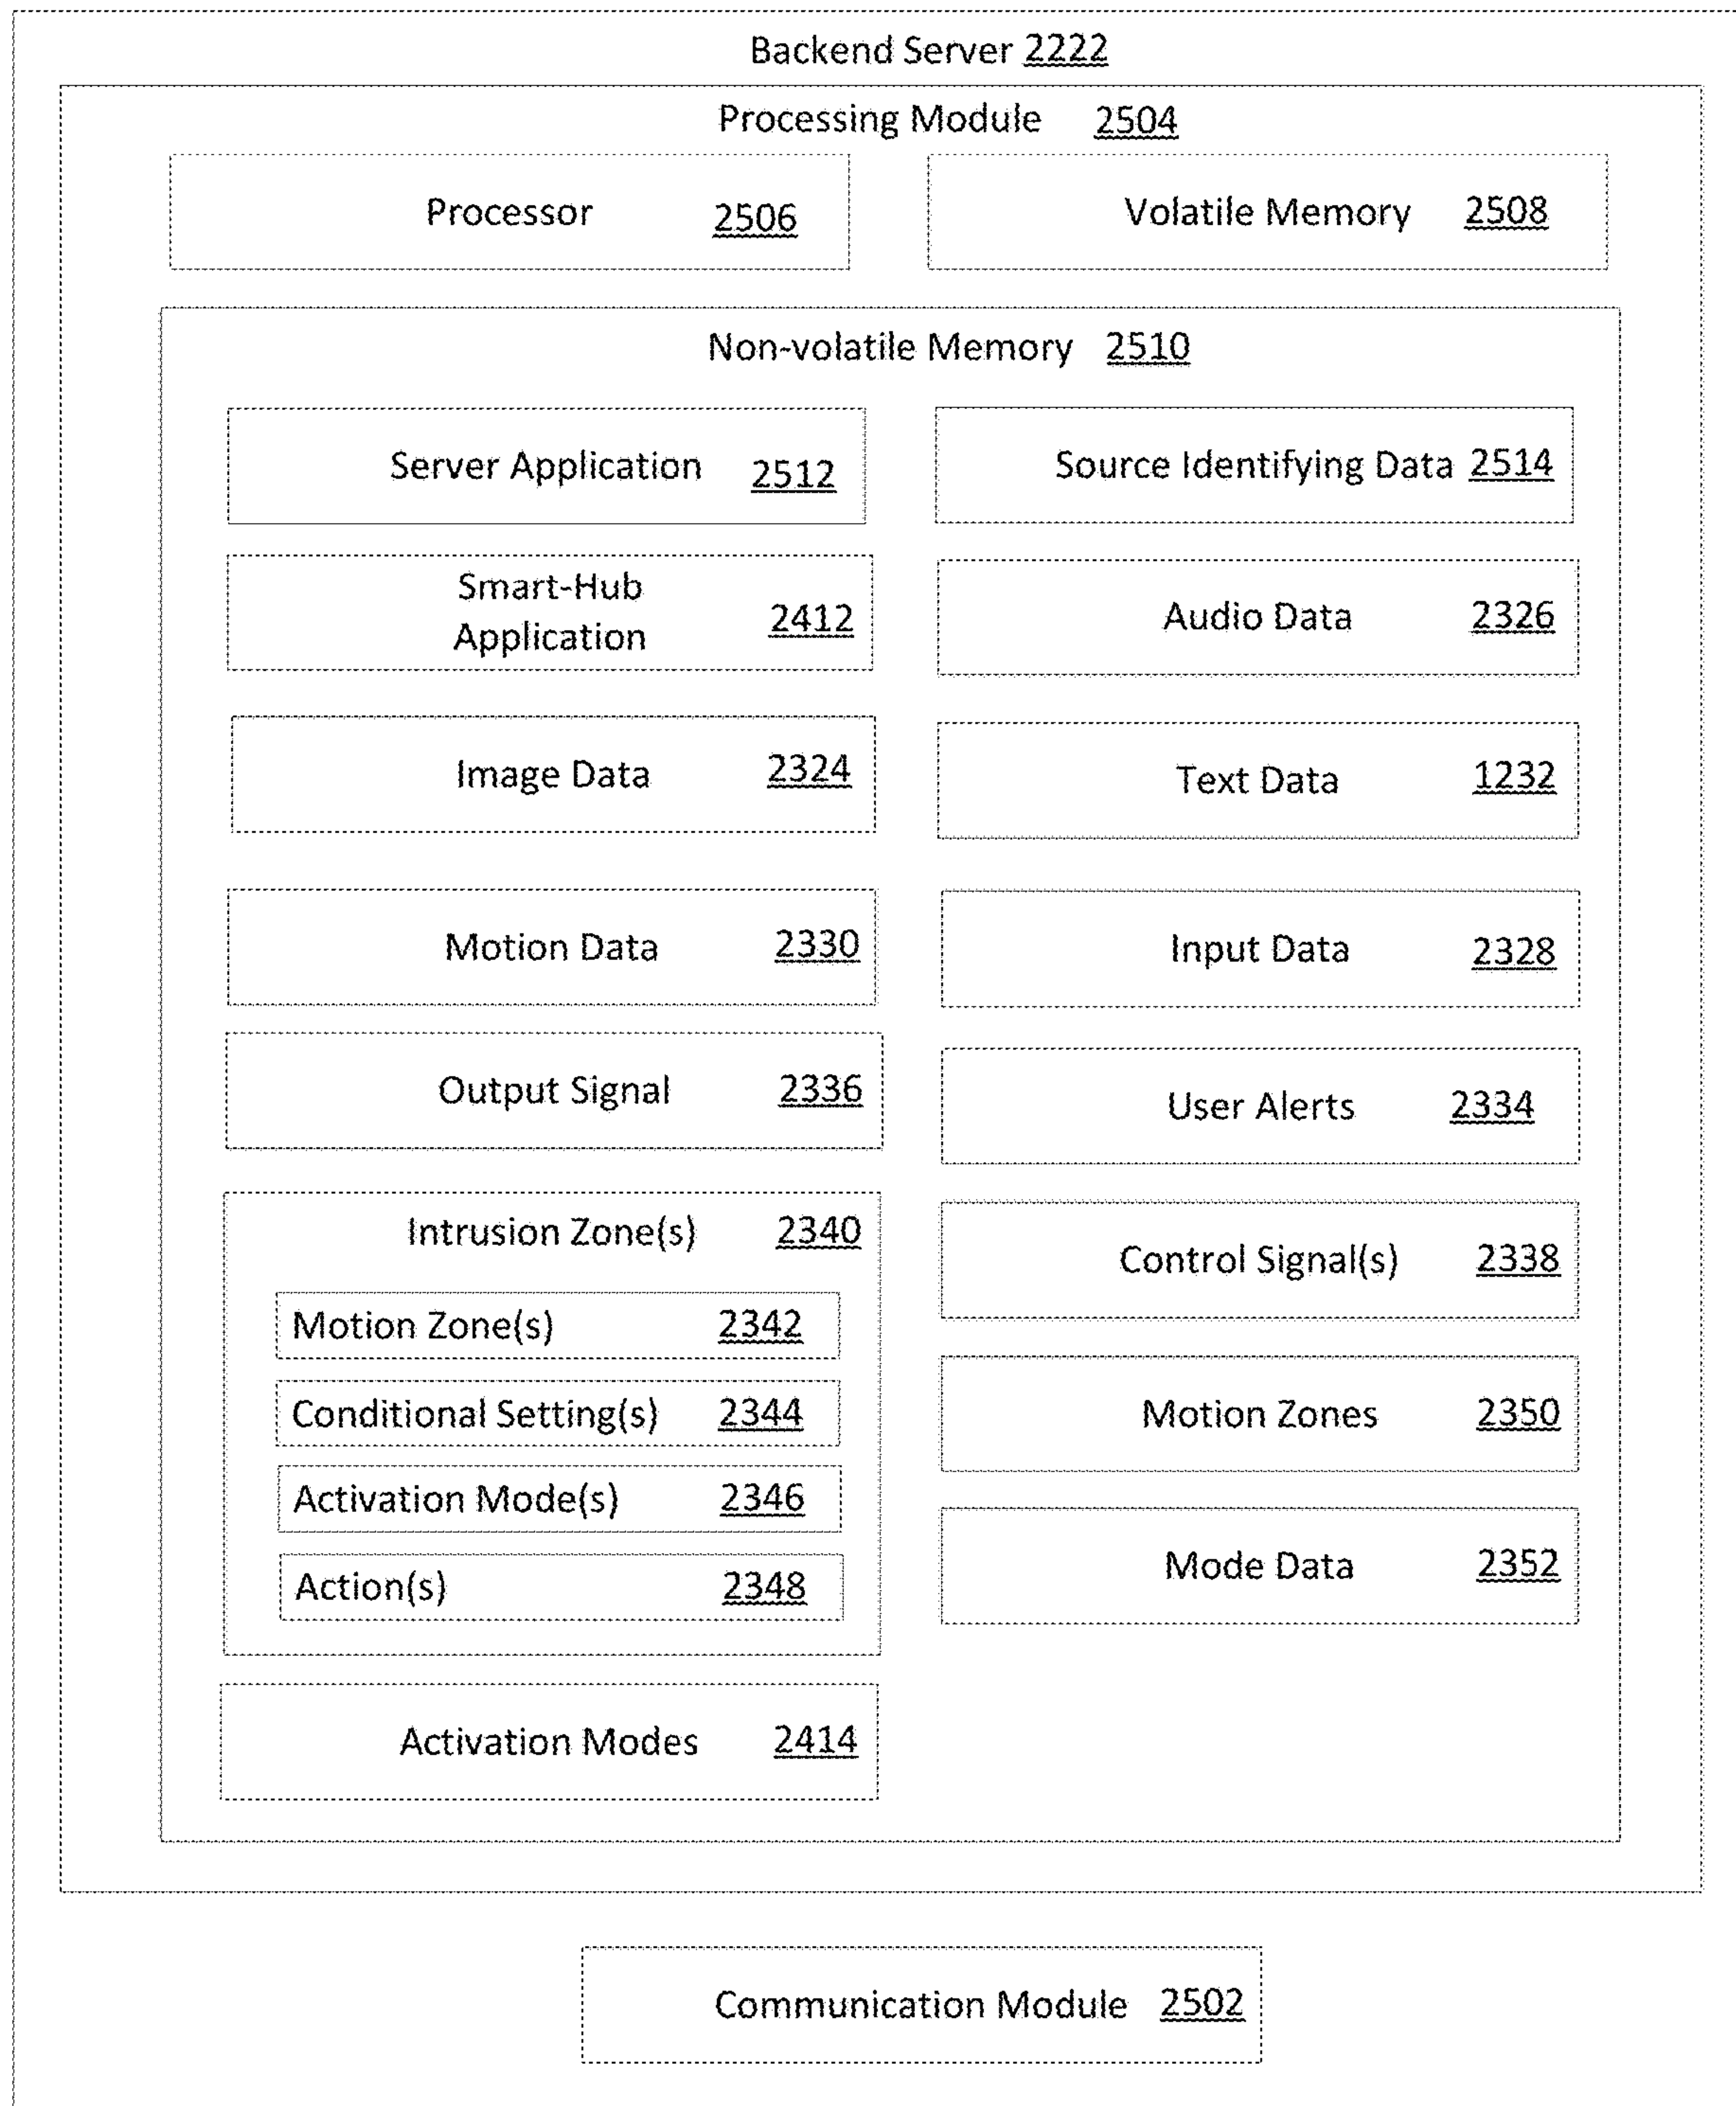 Backend Server 2222
Processing Module 2504
Processor 2506
Volatile Memory 2508
Non-volatile Memory 2510
Server Application 2512
Source Identifying Data 2514
Smart-Hub
Application 2412
Audio Data 2326
Image Data 2324
Text Data 1232
Motion Data 2330
Input Data 2328
Output Signal 2336
User Alerts 2334
Intrusion Zone(s) 2340
Motion Zone(s) 2342
Conditional Setting(s) 2344
Activation Mode(s) 2346
Action(s) 2348
Control Signal(s) 2338
Motion Zones 2350
Mode Data 2352
Activation Modes 2414
Communication Module 2502